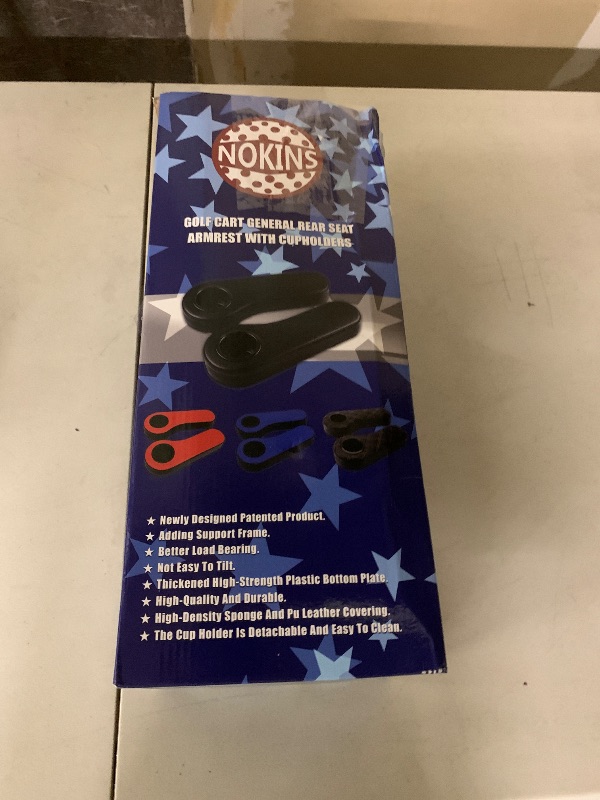 NOKINS
GOLF CART GENERAL REAR SEAT
ARMREST WITH CUPHOLDERS
★ Newly Designed Patented Product.
★ Adding Support Frame.
★ Better Load Bearing.
★ Not Easy To Tilt.
★ Thickened High-Strength Plastic Bottom Plate.
★ High-Quality And Durable.
★ High-Density Sponge And Pu Leather Covering.
★ The Cup Holder Is Detachable And Easy To Clean.